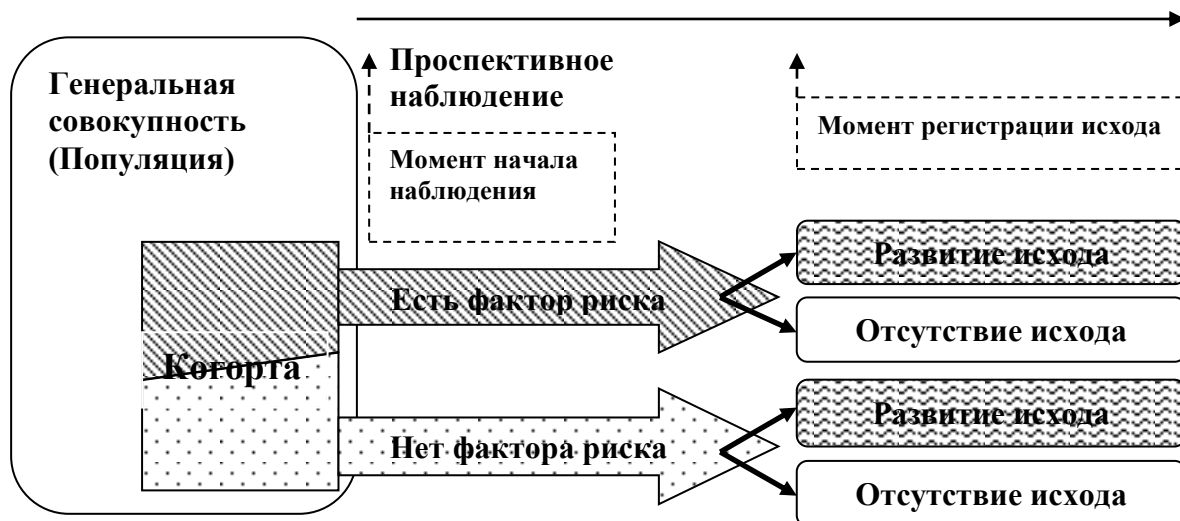 Генеральная
совокупность
(Популяция)
Проспективное
наблюдение
Момент начала
наблюдения
Момент регистрации исхода
Когорта
Есть фактор риска
Развитие исхода
Отсутствие исхода
Нет фактора риска
Развитие исхода
Отсутствие исхода